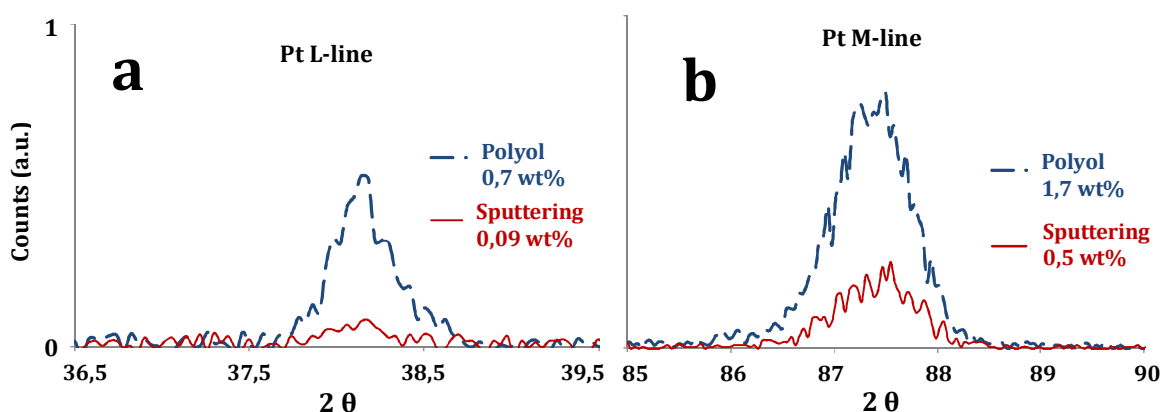 1
Counts (a.u.)
0
a
Pt L-line
Polyol
0,7 wt%
Sputtering
0,09 wt%
36,5 37,5 38,5 39,5
2 θ
b
Pt M-line
Polyol
1,7 wt%
Sputtering
0,5 wt%
85 86 87 88 89 90
2 θ